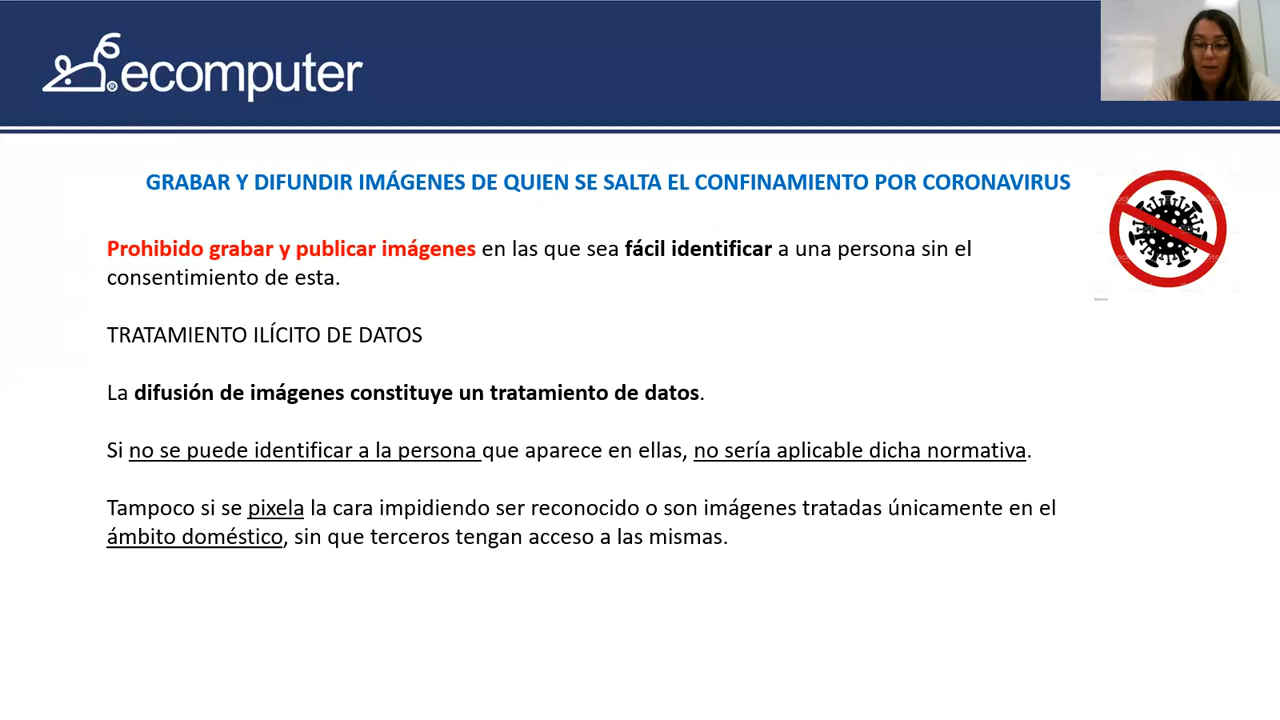 ecomputer
GRABAR Y DIFUNDIR IMÁGENES DE QUIEN SE SALTA EL CONFINAMIENTO POR CORONAVIRUS
Prohibido grabar y publicar imágenes en las que sea fácil identificar a una persona sin el
consentimiento de esta.
TRATAMIENTO ILÍCITO DE DATOS
La difusión de imágenes constituye un tratamiento de datos.
Si no se puede identificar a la persona que aparece en ellas, no sería aplicable dicha normativa.
Tampoco si se pixela la cara impidiendo ser reconocido o son imágenes tratadas únicamente en el
ámbito doméstico, sin que terceros tengan acceso a las mismas.